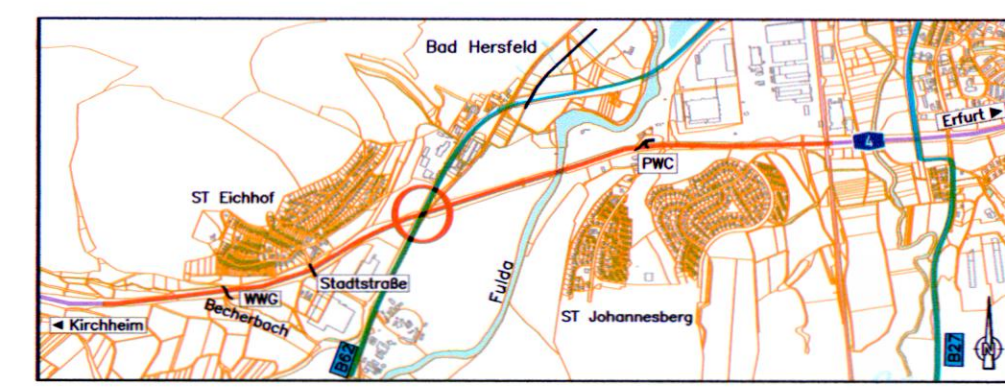 Bad Hersfeld
Erfurt ►
4
PWC
ST Eichhof
Stadtstraße
WWG
Becherbach
◄ Kirchheim
Fulda
ST Johannesberg
B62
B27
N